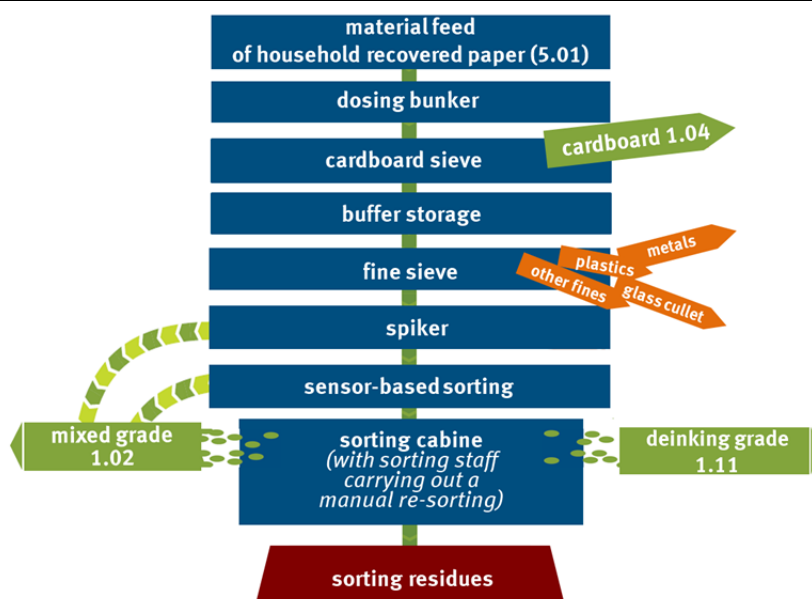 material feed
of household recovered paper (5.01)
dosing bunker
cardboard 1.04
cardboard sieve
buffer storage
metals
plastics
fine sieve
other fines
glass cullet
spiker
sensor-based sorting
mixed grade
1.02
sorting cabine
(with sorting staff
carrying out a
manual re-sorting)
deinking grade
1.11
sorting residues